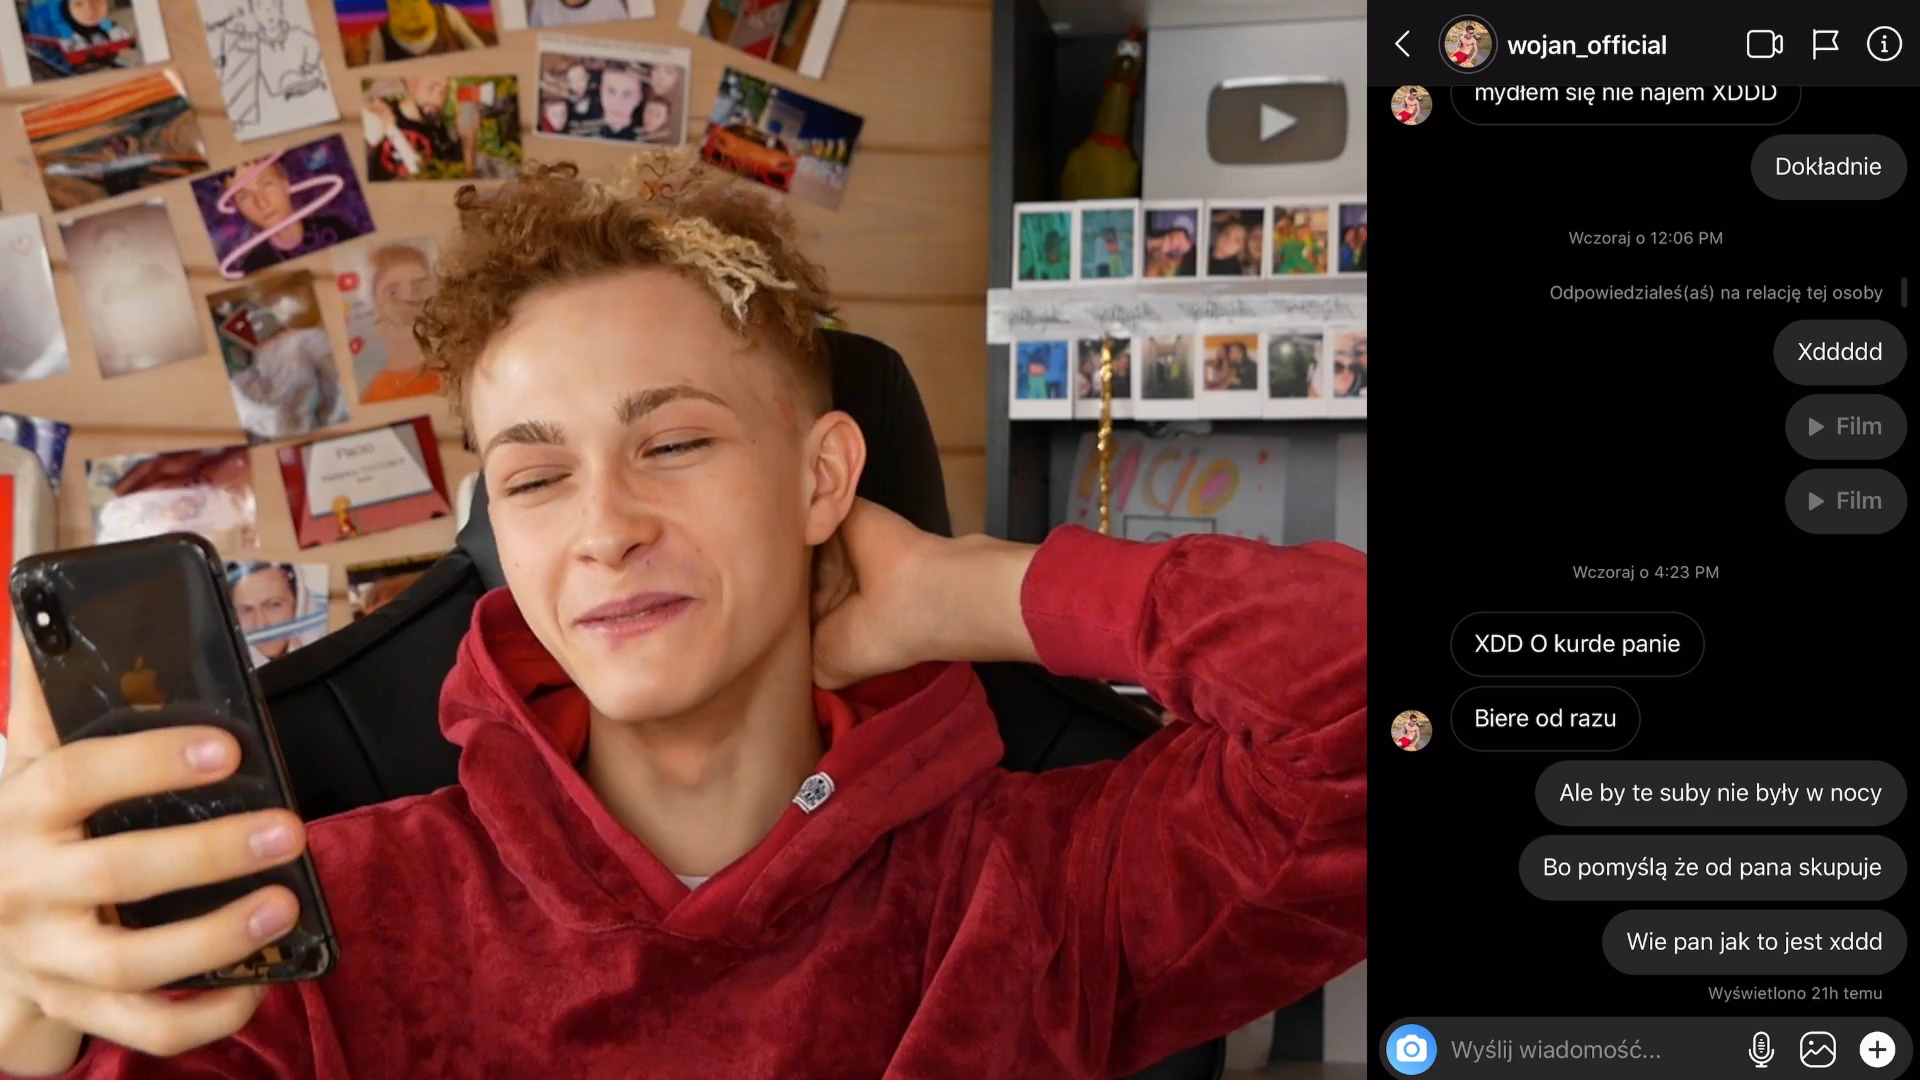 wojan_official
mydłem się nie najem XDDD
Dokładnie
Wczoraj o 12:06 PM
Odpowiedziałeś(aś) na relację tej osoby
Xddddd
Film
Film
Wczoraj o 4:23 PM
XDD O kurde panie
Biere od razu
Ale by te suby nie były w nocy
Bo pomyślą że od pana skupuje
Wie pan jak to jest xddd
Wyświetlono 21h temu
Wyślij wiadomość...
Pacio
PACIO